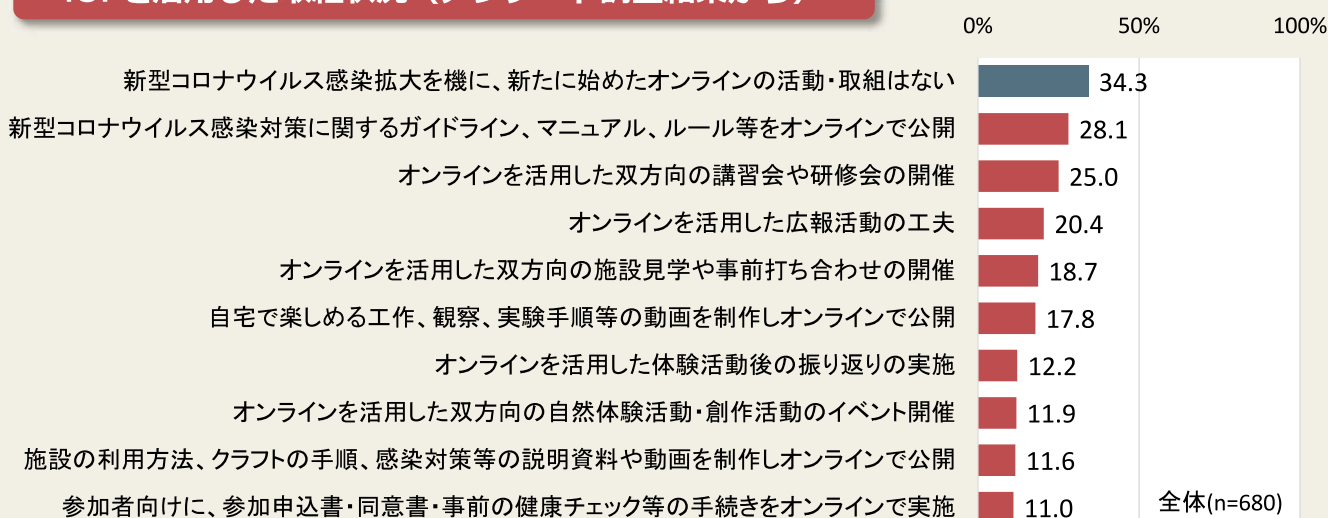 0% 50% 100%
新型コロナウイルス感染拡大を機に、新たに始めたオンラインの活動・取組はない 34.3
新型コロナウイルス感染対策に関するガイドライン、マニュアル、ルール等をオンラインで公開 28.1
オンラインを活用した双方向の講習会や研修会の開催 25.0
オンラインを活用した広報活動の工夫 20.4
オンラインを活用した双方向の施設見学や事前打ち合わせの開催 18.7
自宅で楽しめる工作、観察、実験手順等の動画を制作しオンラインで公開 17.8
オンラインを活用した体験活動後の振り返りの実施 12.2
オンラインを活用した双方向の自然体験活動・創作活動のイベント開催 11.9
施設の利用方法、クラフトの手順、感染対策等の説明資料や動画を制作しオンラインで公開 11.6
参加者向けに、参加申込書・同意書・事前の健康チェック等の手続きをオンラインで実施 11.0
全体(n=680)